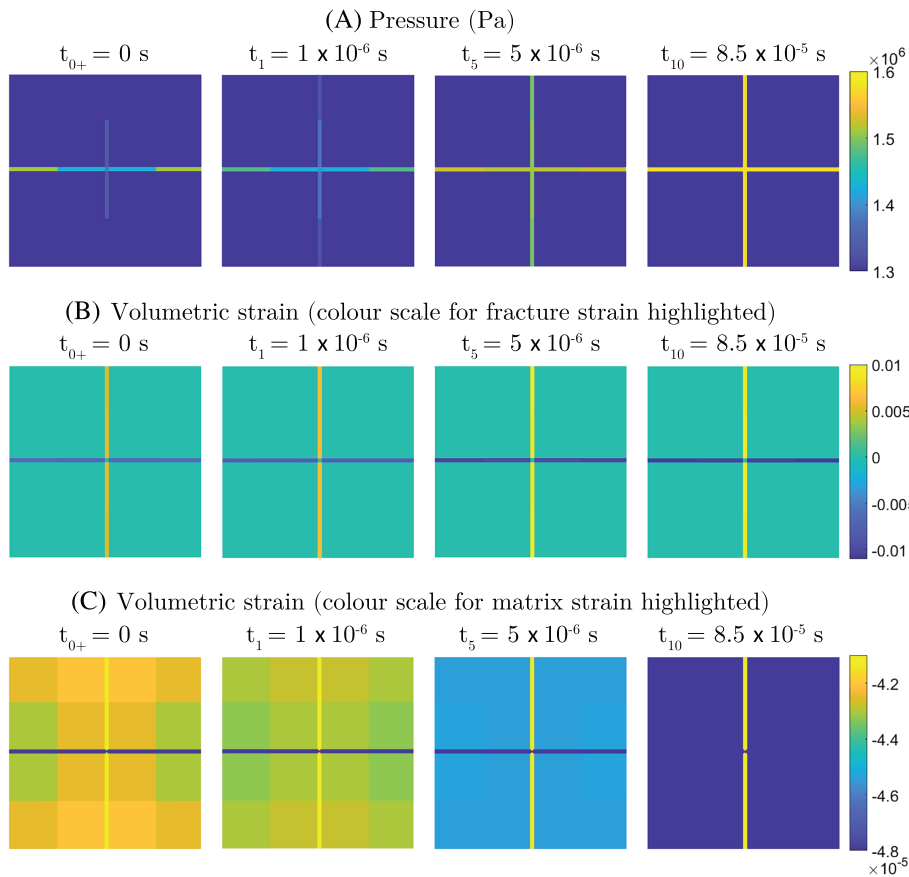 (A) Pressure (Pa)
t0+ = 0 s t1 = 1 x 10-6 s t5 = 5 x 10-6 s t10 = 8.5 x 10-5 s
×10^6
1.6
1.5
1.4
1.3
(B) Volumetric strain (colour scale for fracture strain highlighted)
t0+ = 0 s t1 = 1 x 10-6 s t5 = 5 x 10-6 s t10 = 8.5 x 10-5 s
0.01
0.005
0
-0.005
-0.01
(C) Volumetric strain (colour scale for matrix strain highlighted)
t0+ = 0 s t1 = 1 x 10-6 s t5 = 5 x 10-6 s t10 = 8.5 x 10-5 s
-4.2
-4.4
-4.6
-4.8
×10-5